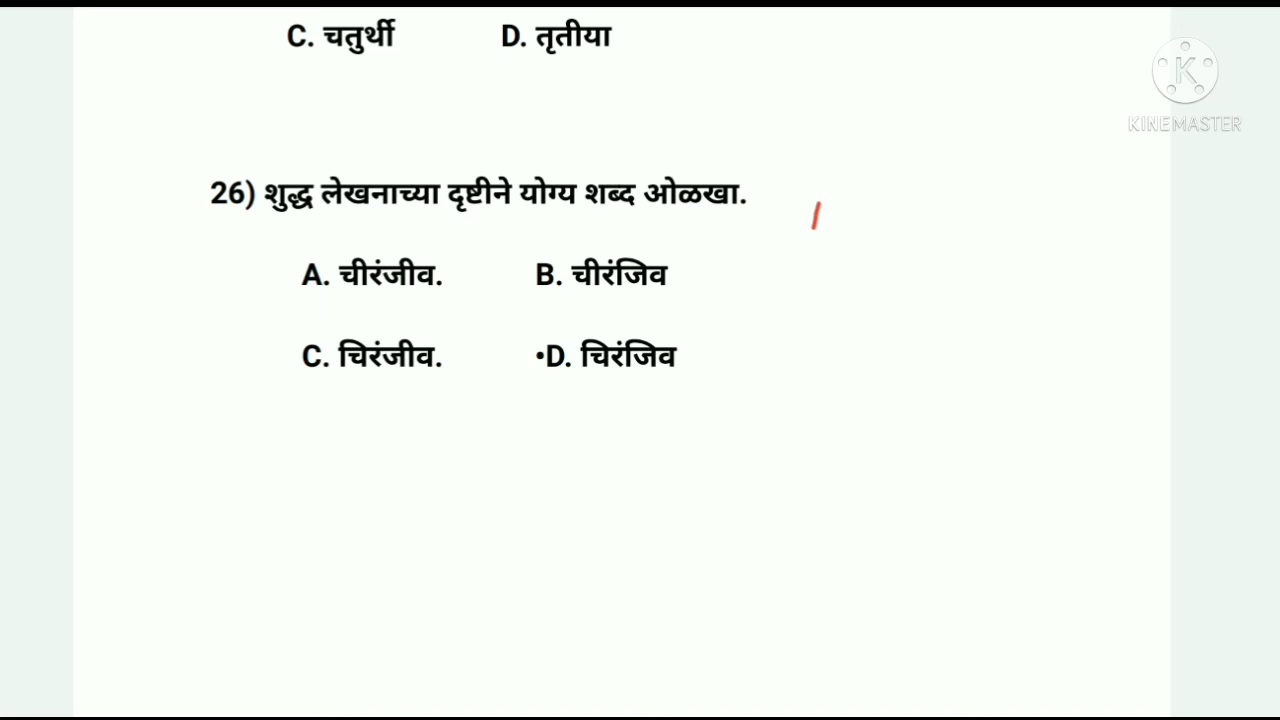 C. चतुर्थी D. तृतीया
K
KINEMASTER
26) शुद्ध लेखनाच्या दृष्टीने योग्य शब्द ओळखा.
A. चीरंजीव. B. चीरंजिव
C. चिरंजीव. •D. चिरंजिव